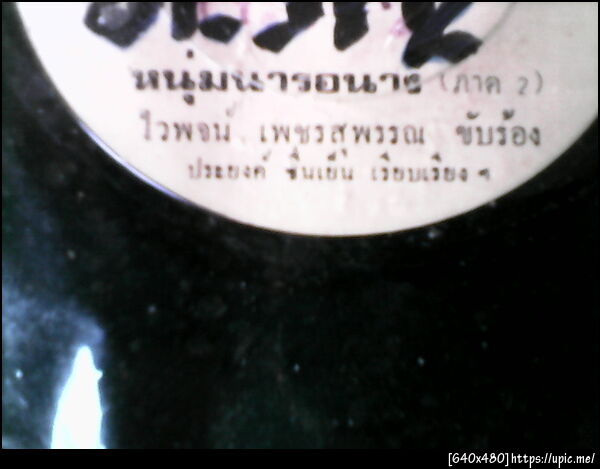 หนุ่มนารอนาง (ภาค 2)
ไวพจน์ เพชรสุพรรณ ขับร้อง
ประยงค์ ชื่นเย็น เรียบเรียง ฯ
[640x480]https://upic.me/